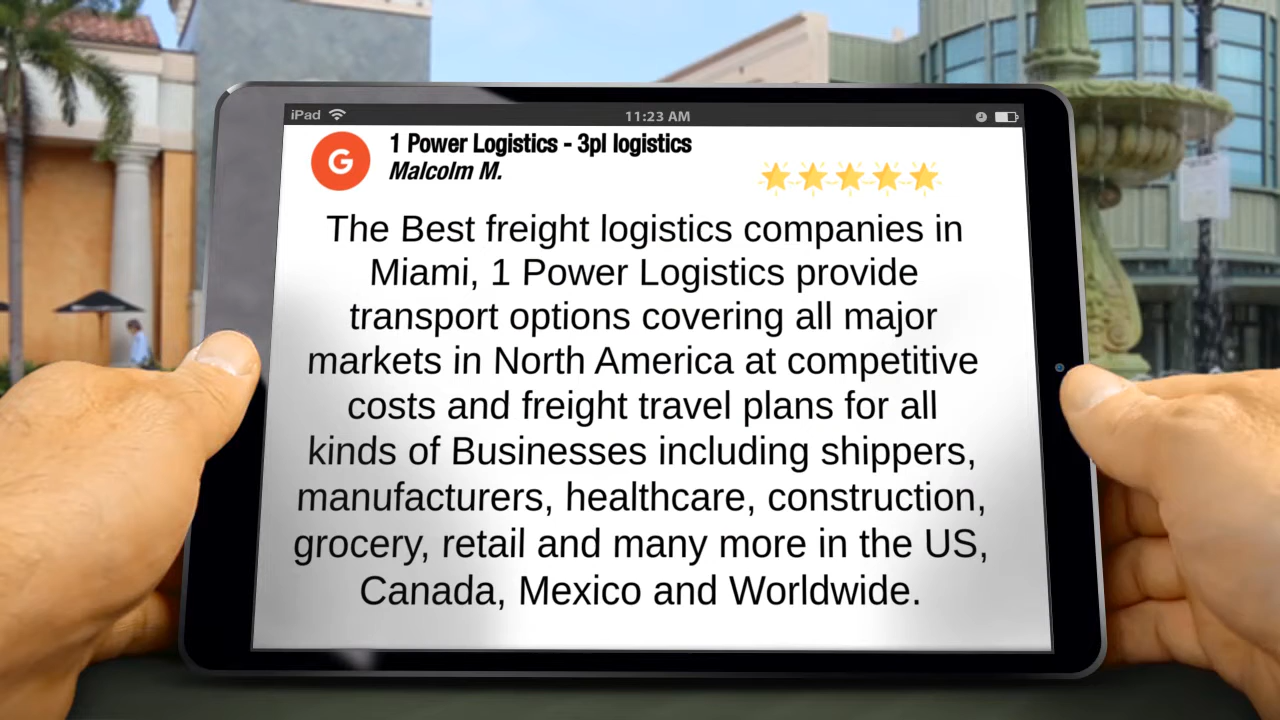 iPad
11:23 AM
G
1 Power Logistics - 3pl logistics
Malcolm M.
The Best freight logistics companies in
Miami, 1 Power Logistics provide
transport options covering all major
markets in North America at competitive
costs and freight travel plans for all
kinds of Businesses including shippers,
manufacturers, healthcare, construction,
grocery, retail and many more in the US,
Canada, Mexico and Worldwide.